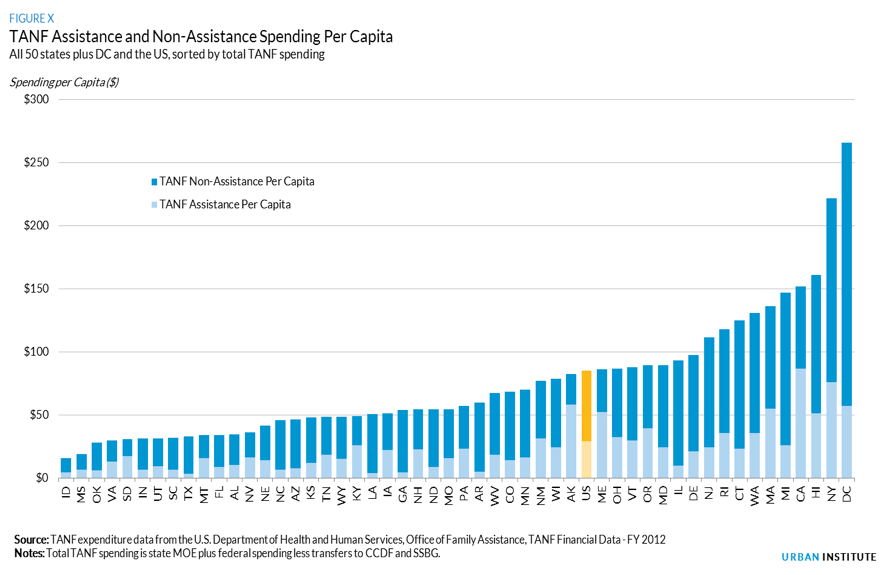 FIGURE X
TANF Assistance and Non-Assistance Spending Per Capita
All 50 states plus DC and the US, sorted by total TANF spending
Spending per Capita ($)
$300
$250
$200
$150
$100
$50
$0
TANF Non-Assistance Per Capita
TANF Assistance Per Capita
ID MS OK VA SD IN UT SC TX MT FL AL NV NE NC AZ KS TN WY KY LA IA GA NH ND MO PA AR WV CO MN NM WI AK US ME OH VT OR MD IL DE NJ RI CT WA MA MI CA HI NY DC
Source: TANF expenditure data from the U.S. Department of Health and Human Services, Office of Family Assistance, TANF Financial Data - FY 2012
Notes: Total TANF spending is state MOE plus federal spending less transfers to CCDF and SSBG.
URBAN INSTITUTE